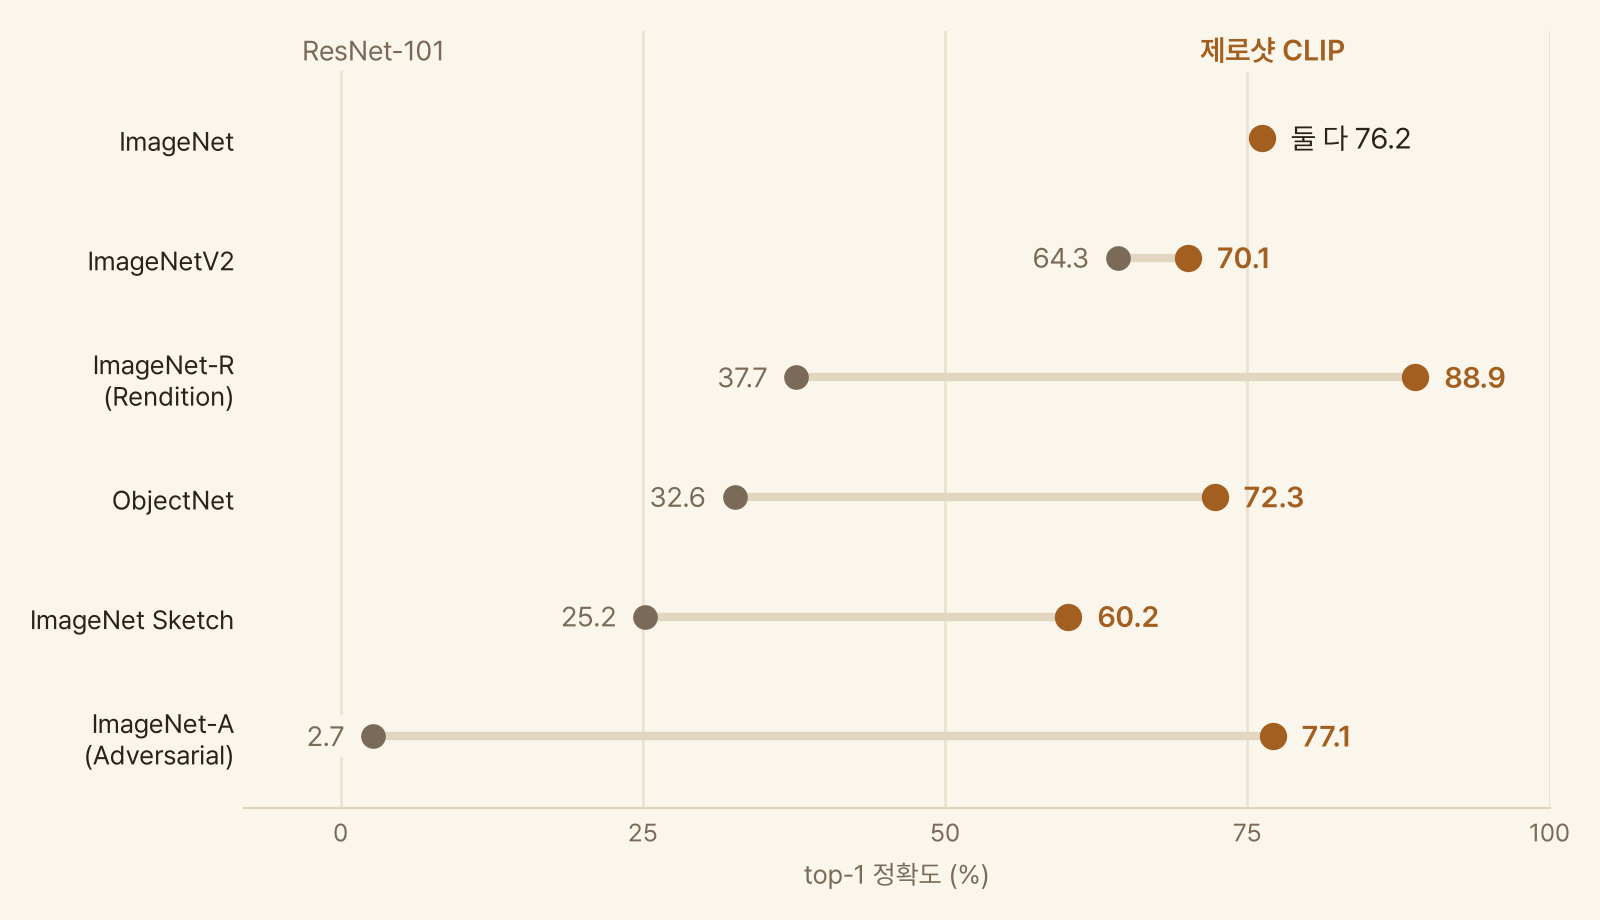 ResNet-101
제로샷 CLIP
ImageNet
둘 다 76.2
ImageNetV2
64.3
70.1
ImageNet-R
(Rendition)
37.7
88.9
ObjectNet
32.6
72.3
ImageNet Sketch
25.2
60.2
ImageNet-A
(Adversarial)
2.7
77.1
0
25
50
75
100
top-1 정확도 (%)